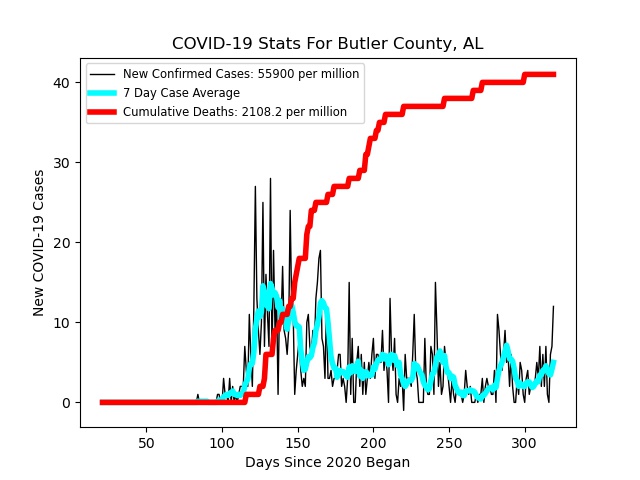 COVID-19 Stats For Butler County, AL
New Confirmed Cases: 55900 per million
7 Day Case Average
Cumulative Deaths: 2108.2 per million
40
30
20
10
0
New COVID-19 Cases
50 100 150 200 250 300
Days Since 2020 Began